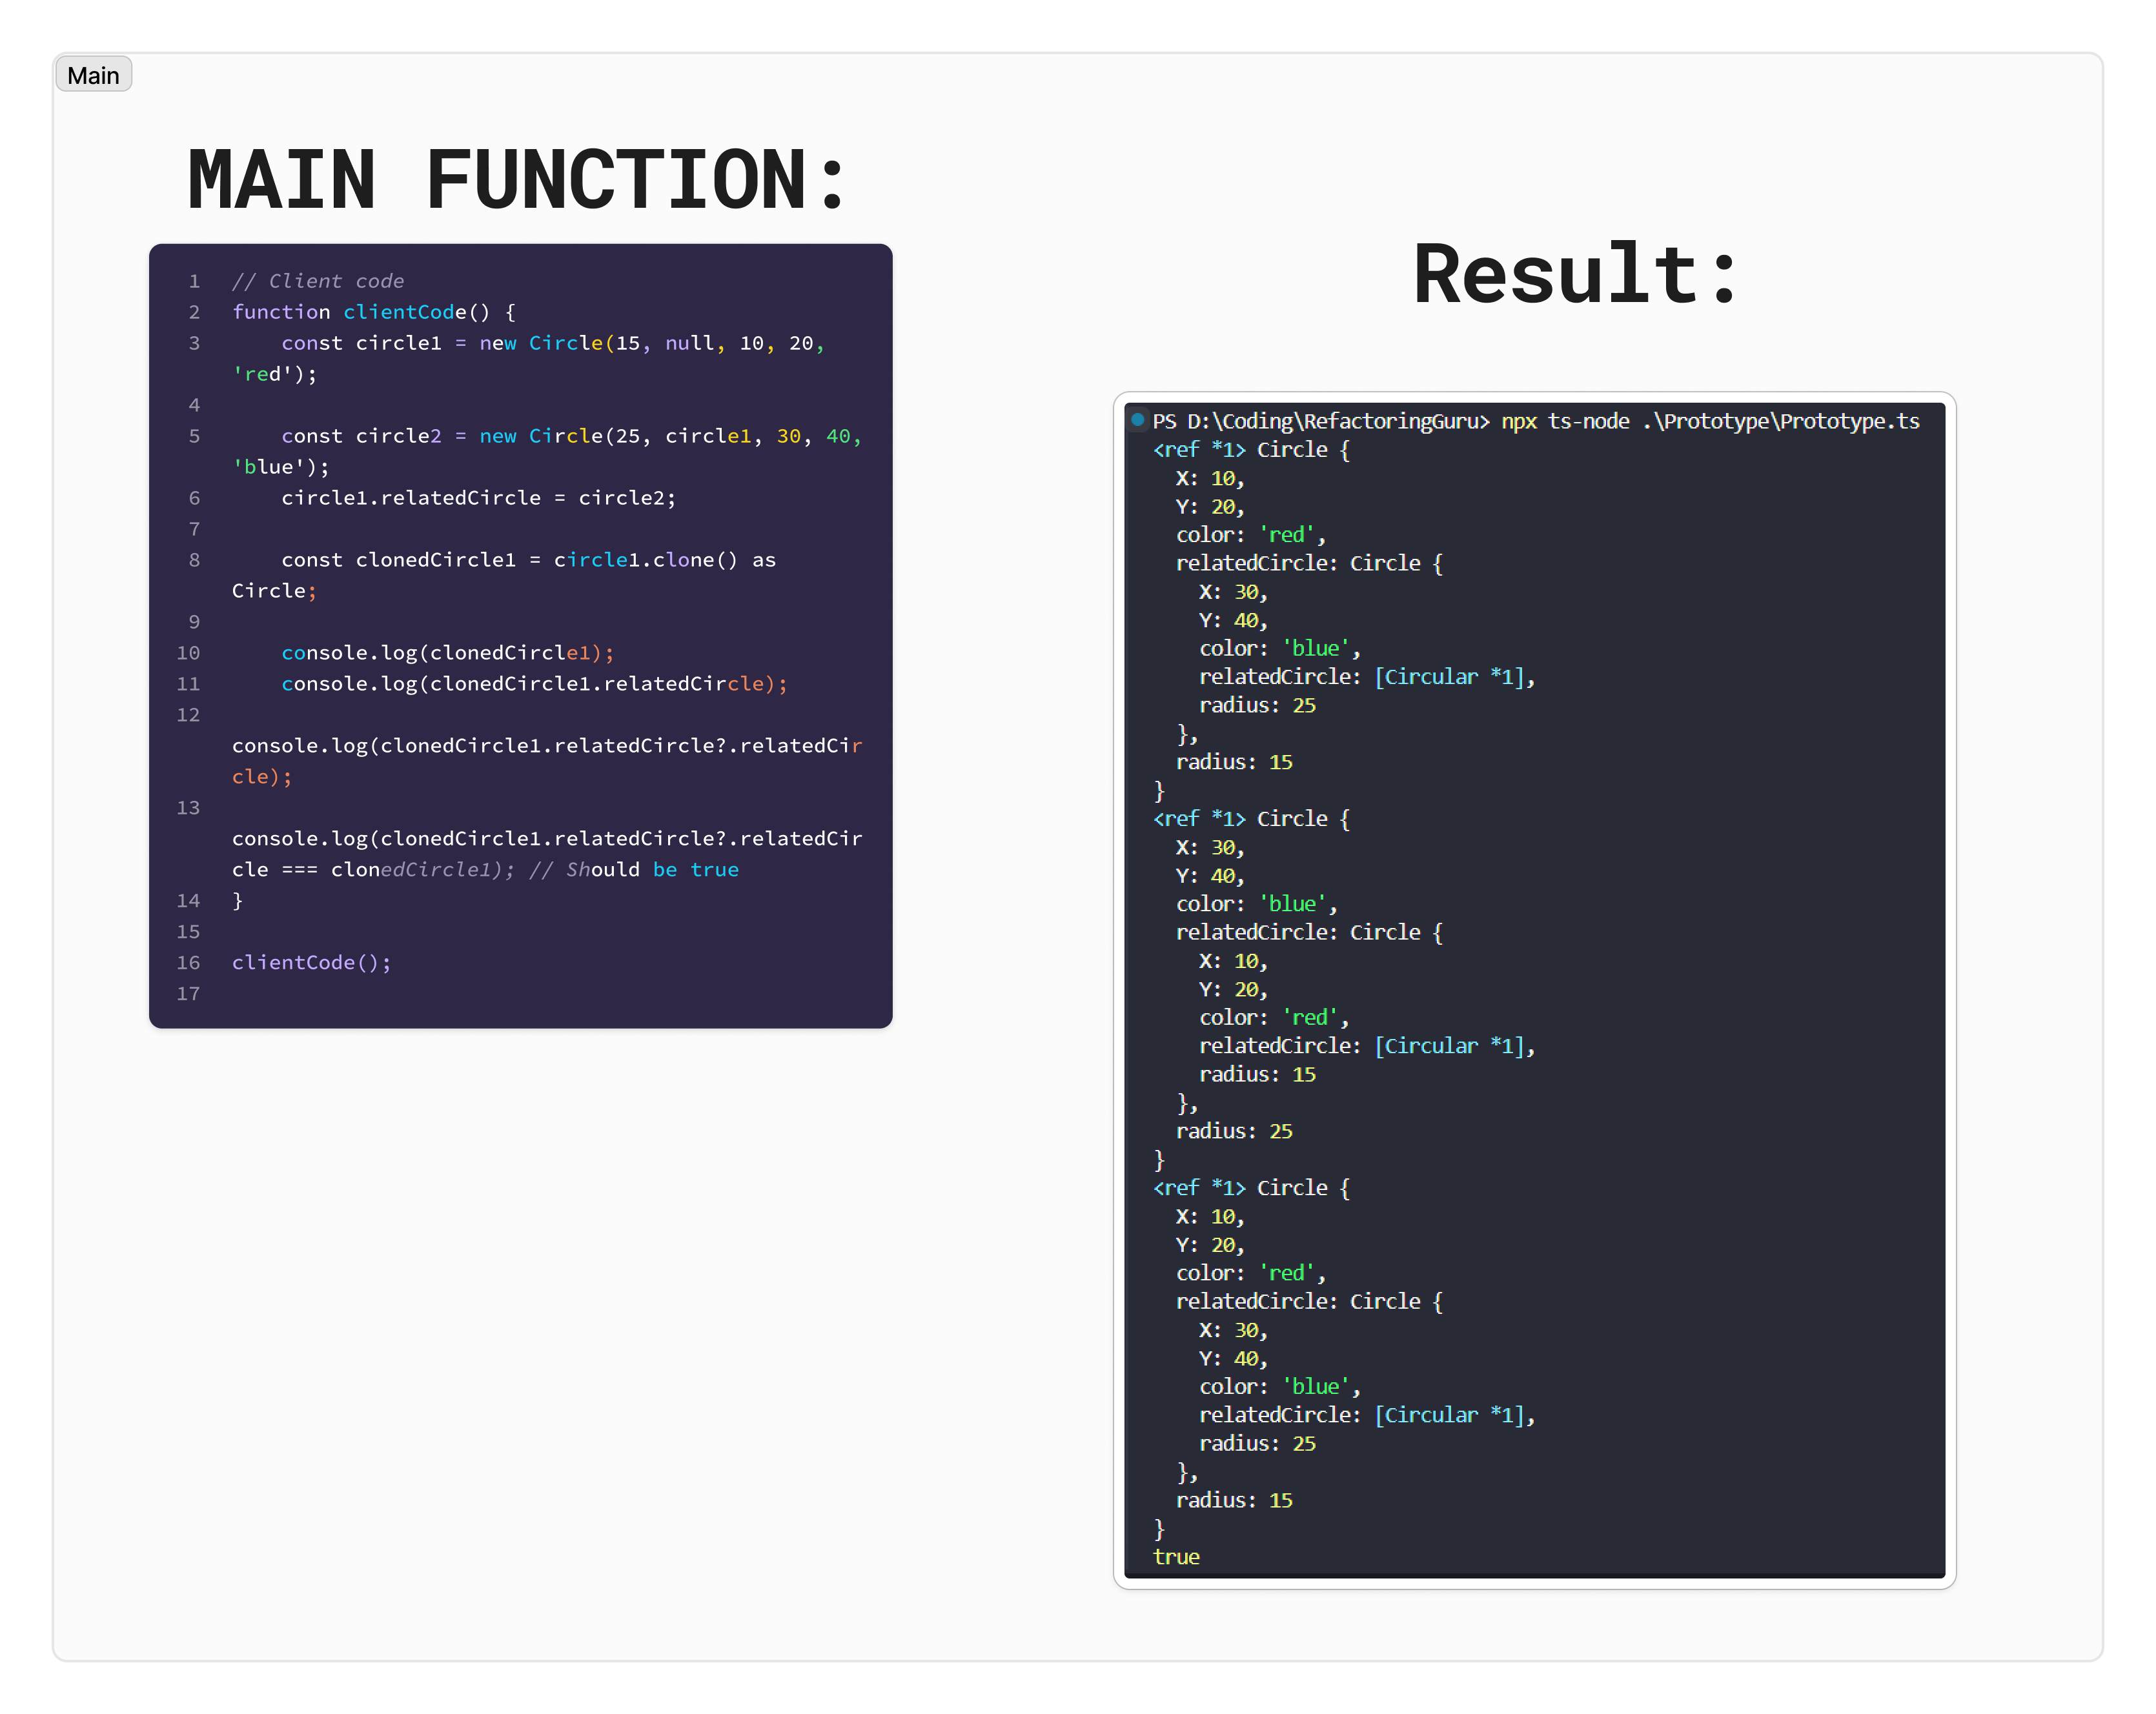 Main
MAIN FUNCTION:
1 // Client code
2 function clientCode() {
3     const circle1 = new Circle(15, null, 10, 20,
'red');
4
5     const circle2 = new Circle(25, circle1, 30, 40,
'blue');
6     circle1.relatedCircle = circle2;
7
8     const clonedCircle1 = circle1.clone() as
Circle;
9
10     console.log(clonedCircle1);
11     console.log(clonedCircle1.relatedCircle);
12
console.log(clonedCircle1.relatedCircle?.relatedCir
cle);
13
console.log(clonedCircle1.relatedCircle?.relatedCir
cle === clonedCircle1); // Should be true
14 }
15
16 clientCode();
17
Result:
PS D:\Coding\RefactoringGuru> npx ts-node .\Prototype\Prototype.ts
<ref *1> Circle {
  X: 10,
  Y: 20,
  color: 'red',
  relatedCircle: Circle {
    X: 30,
    Y: 40,
    color: 'blue',
    relatedCircle: [Circular *1],
    radius: 25
  },
  radius: 15
}
<ref *1> Circle {
  X: 30,
  Y: 40,
  color: 'blue',
  relatedCircle: Circle {
    X: 10,
    Y: 20,
    color: 'red',
    relatedCircle: [Circular *1],
    radius: 15
  },
  radius: 25
}
<ref *1> Circle {
  X: 10,
  Y: 20,
  color: 'red',
  relatedCircle: Circle {
    X: 30,
    Y: 40,
    color: 'blue',
    relatedCircle: [Circular *1],
    radius: 25
  },
  radius: 15
}
true